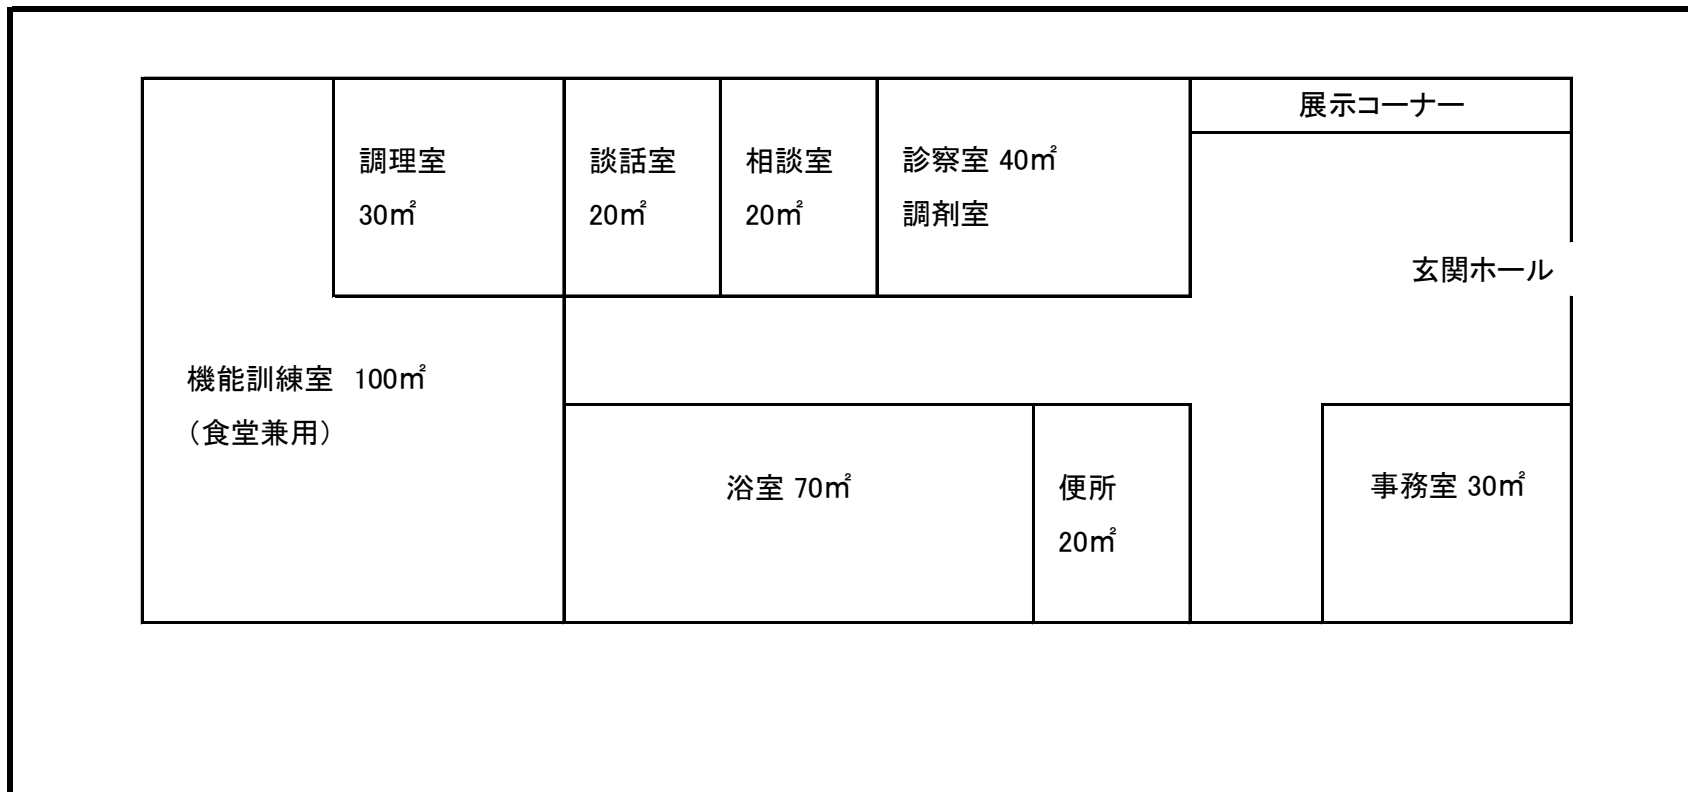 展示コーナー
調理室
30㎡
談話室
20㎡
相談室
20㎡
診察室 40㎡
調剤室
玄関ホール
機能訓練室　100㎡
（食堂兼用）
浴室 70㎡
便所
20㎡
事務室 30㎡